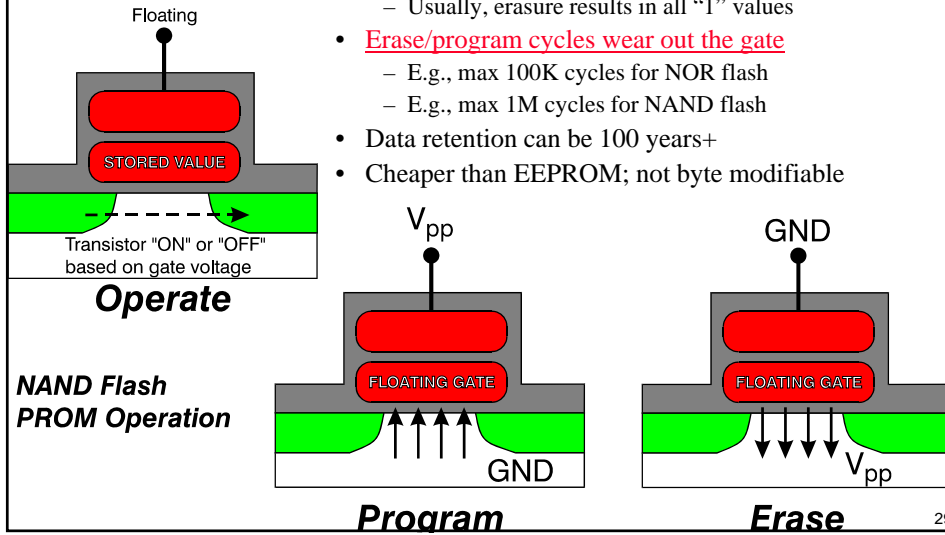 – Usually, erasure results in all “1” values
Floating
• Erase/program cycles wear out the gate
– E.g., max 100K cycles for NOR flash
– E.g., max 1M cycles for NAND flash
• Data retention can be 100 years+
• Cheaper than EEPROM; not byte modifiable
STORED VALUE
Transistor "ON" or "OFF"
based on gate voltage
Operate
NAND Flash
PROM Operation
Vpp
FLOATING GATE
GND
Program
GND
FLOATING GATE
Vpp
Erase